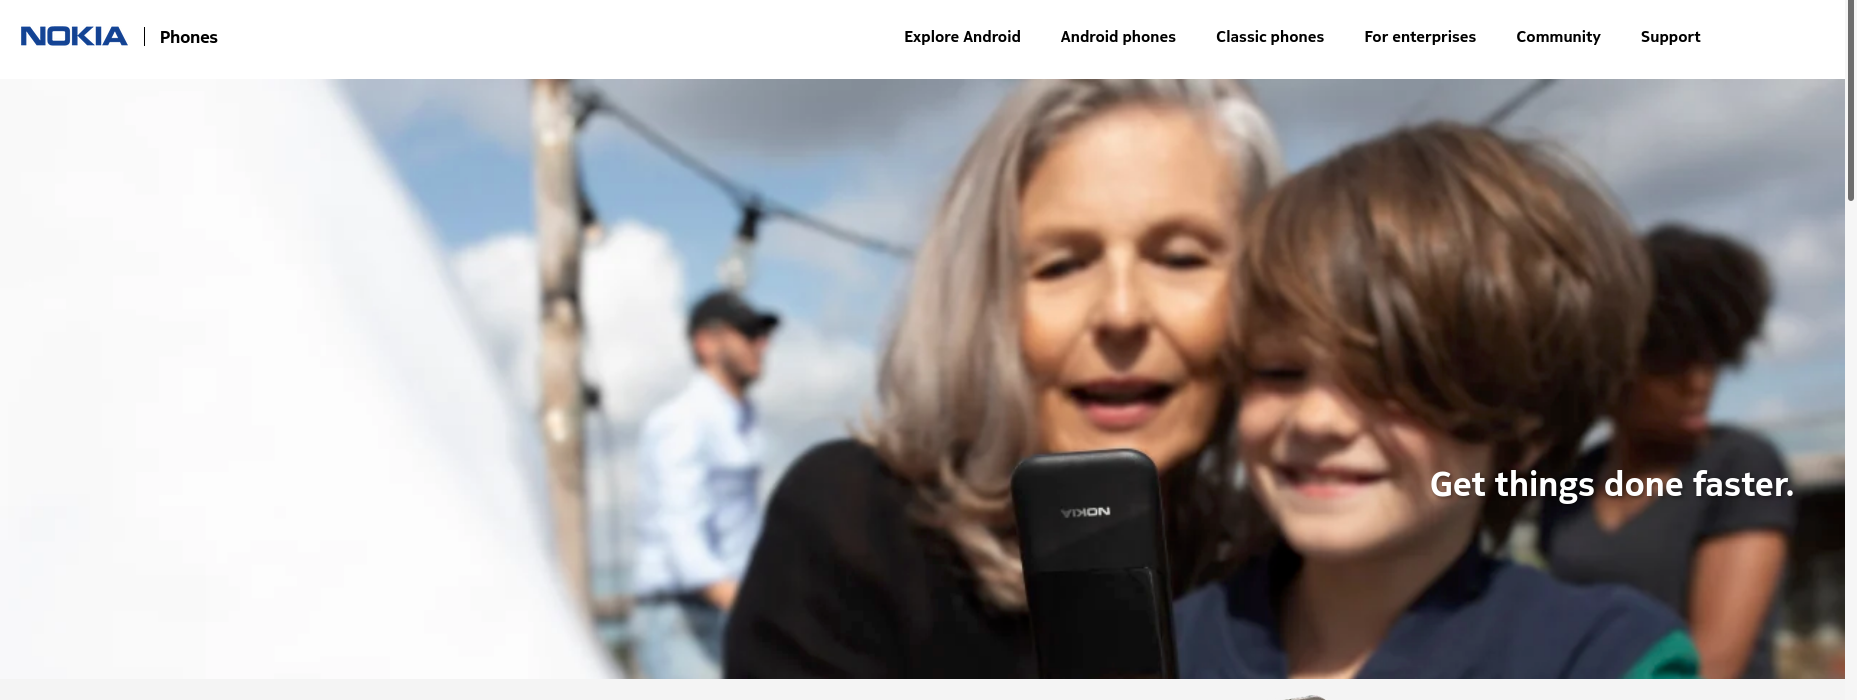 NOKIA | Phones
Explore Android Android phones Classic phones For enterprises Community Support
Get things done faster.
NOKIA